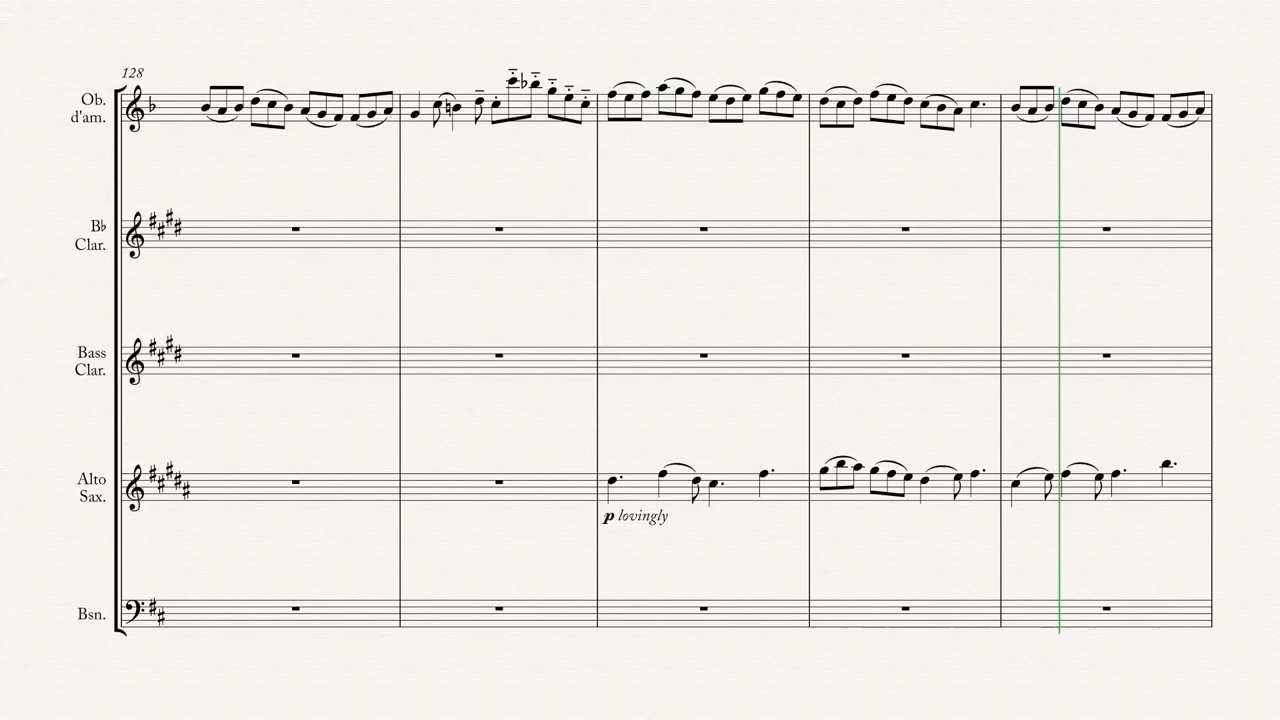 128
Ob.
d'am.
B♭
Clar.
Bass
Clar.
Alto
Sax.
p lovingly
Bsn.